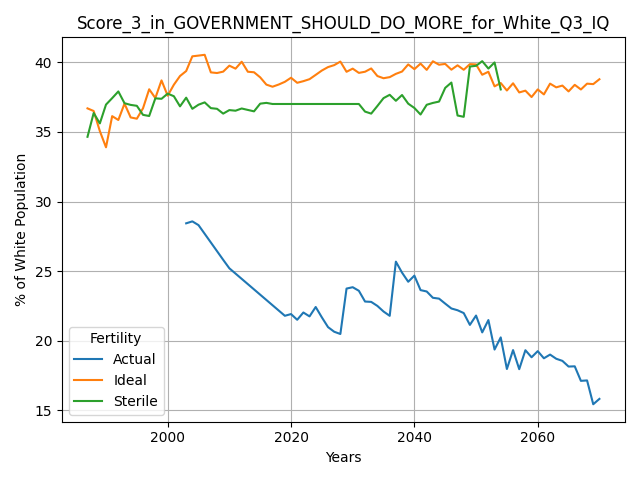 Score_3_in_GOVERNMENT_SHOULD_DO_MORE_for_White_Q3_IQ
% of White Population
40
35
30
25
20
15
Fertility
Actual
Ideal
Sterile
2000 2020 2040 2060
Years